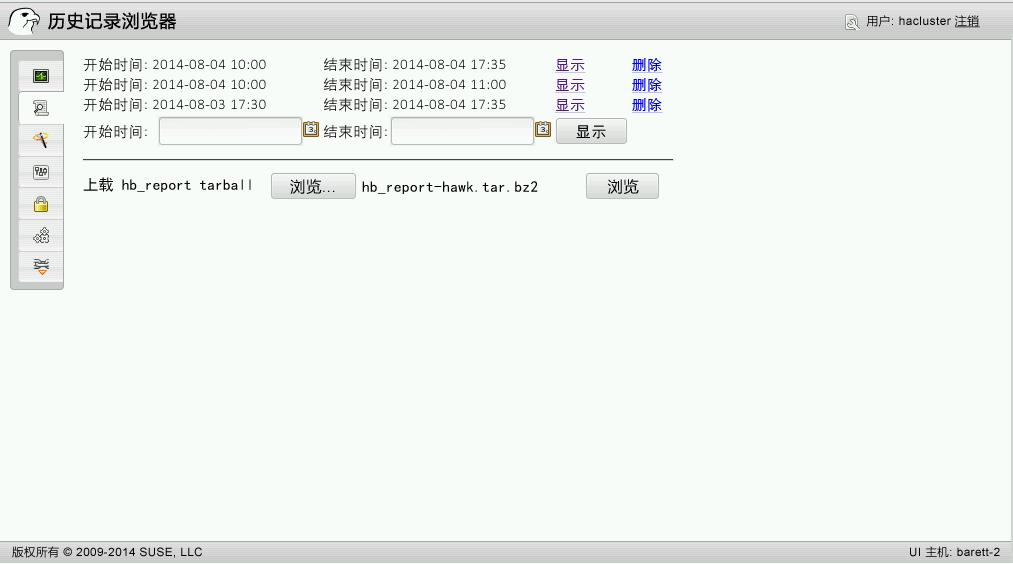 历史记录浏览器 用户: hacluster 注销
开始时间: 2014-08-04 10:00 结束时间: 2014-08-04 17:35 显示 删除
开始时间: 2014-08-04 10:00 结束时间: 2014-08-04 11:00 显示 删除
开始时间: 2014-08-03 17:30 结束时间: 2014-08-04 17:35 显示 删除
开始时间: 3 结束时间: 3 显示
上载 hb_report tarball 浏览... hb_report-hawk.tar.bz2 浏览
版权所有 © 2009-2014 SUSE, LLC UI 主机: barett-2